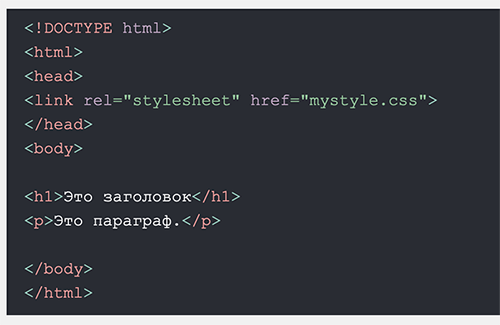 <!DOCTYPE html>
<html>
<head>
<link rel="stylesheet" href="mystyle.css">
</head>
<body>
<h1>Это заголовок</h1>
<p>Это параграф.</p>
</body>
</html>